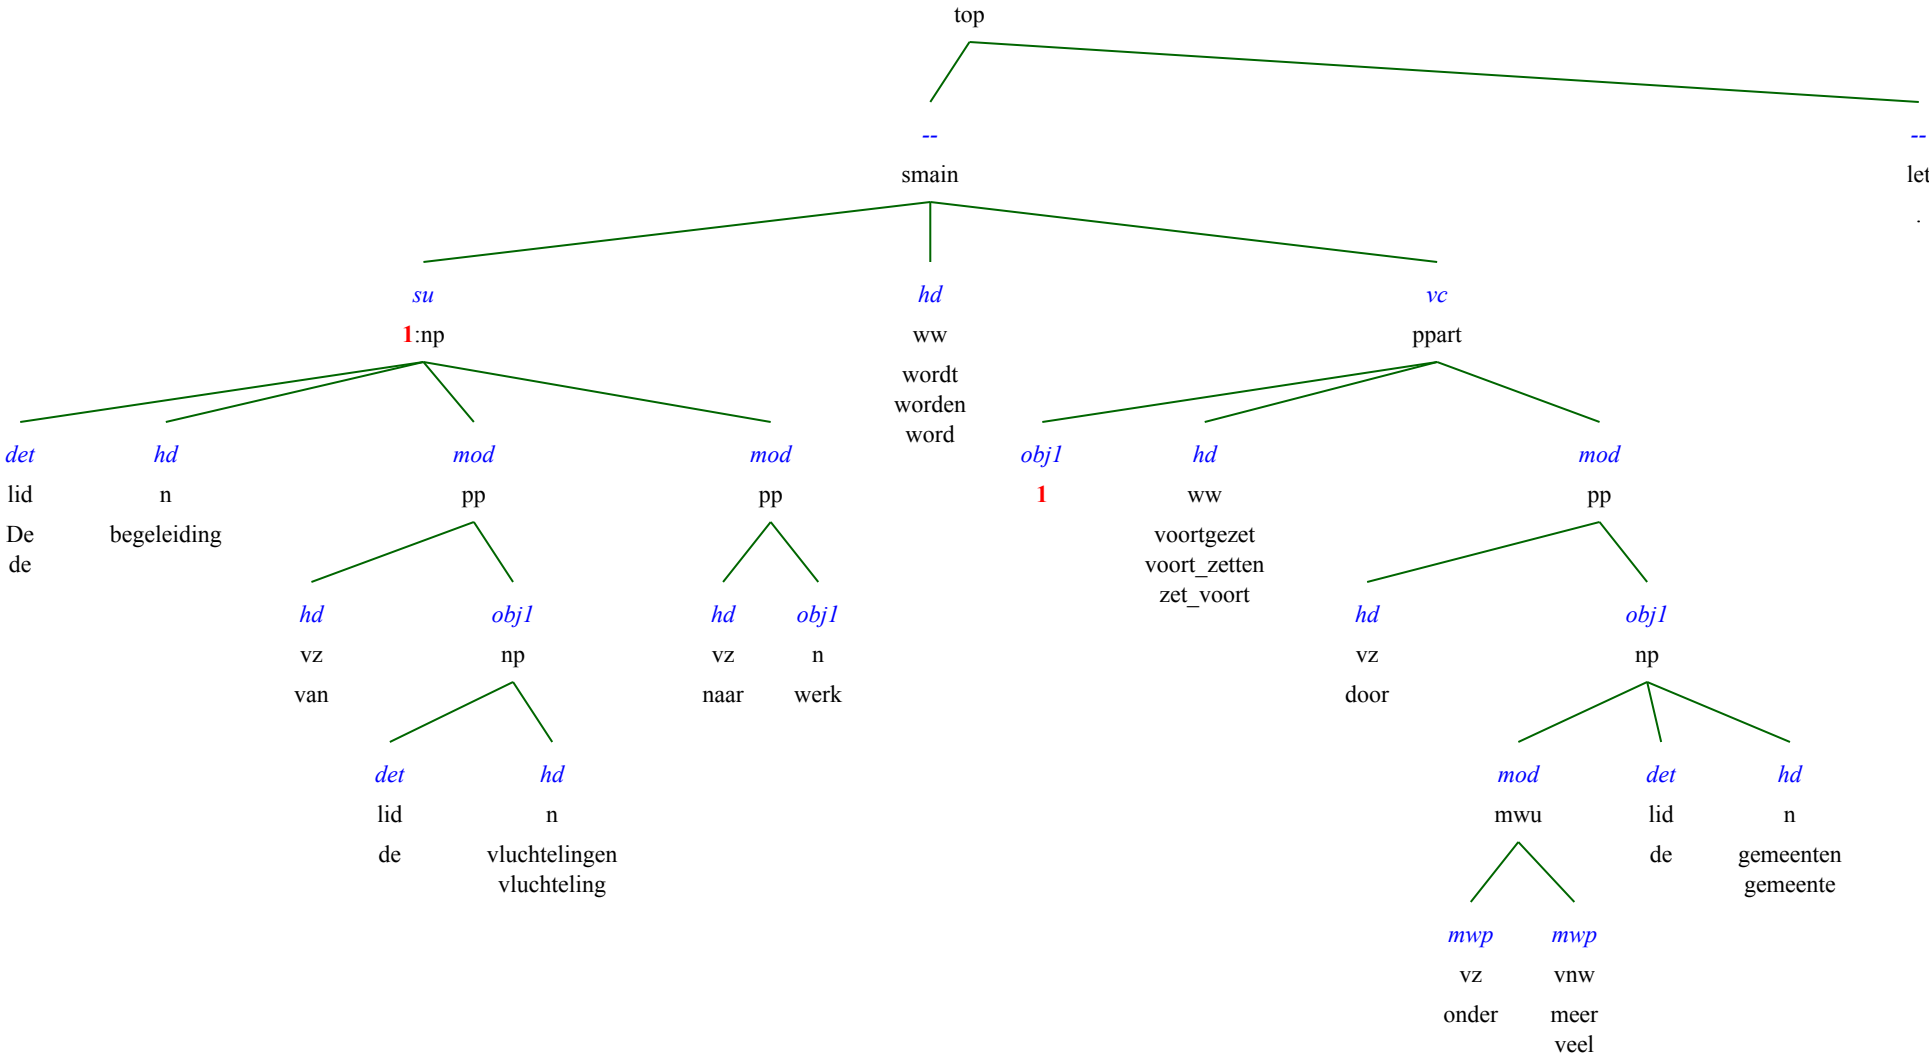 top
-- --
smain let
.
su hd vc
1:np ww ppart
wordt
worden
word
det hd mod mod obj1 hd mod
lid n pp pp 1 ww pp
De begeleiding voortgezet
de voort_zetten
zet_voort
hd obj1 hd obj1 hd obj1
vz np vz n vz np
van naar werk door
det hd mod det hd
lid n mwu lid n
de vluchtelingen de gemeenten
vluchteling gemeente
mwp mwp
vz vnw
onder meer
veel